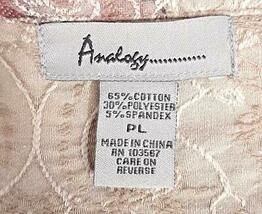 Analogy............
65% COTTON
30% POLYESTER
5% SPANDEX
PL
MADE IN CHINA
RN 103567
CARE ON
REVERSE